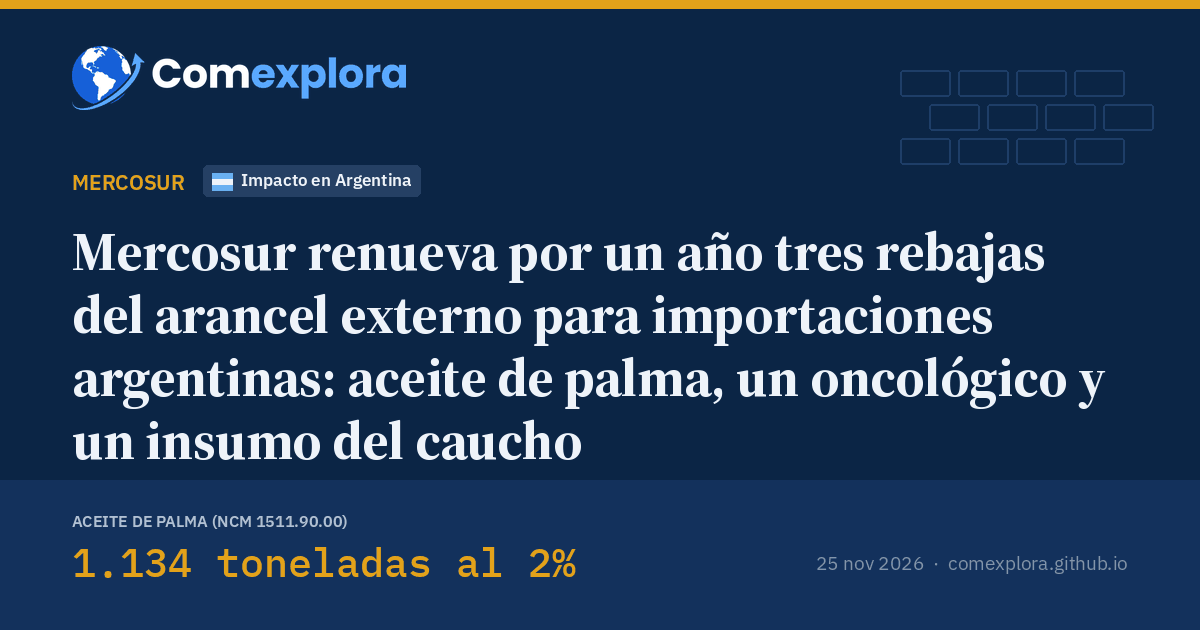 Comexplora
MERCOSUR
Impacto en Argentina
Mercosur renueva por un año tres rebajas
del arancel externo para importaciones
argentinas: aceite de palma, un oncológico y
un insumo del caucho
ACEITE DE PALMA (NCM 1511.90.00)
1.134 toneladas al 2%
25 nov 2026 · comexplora.github.io